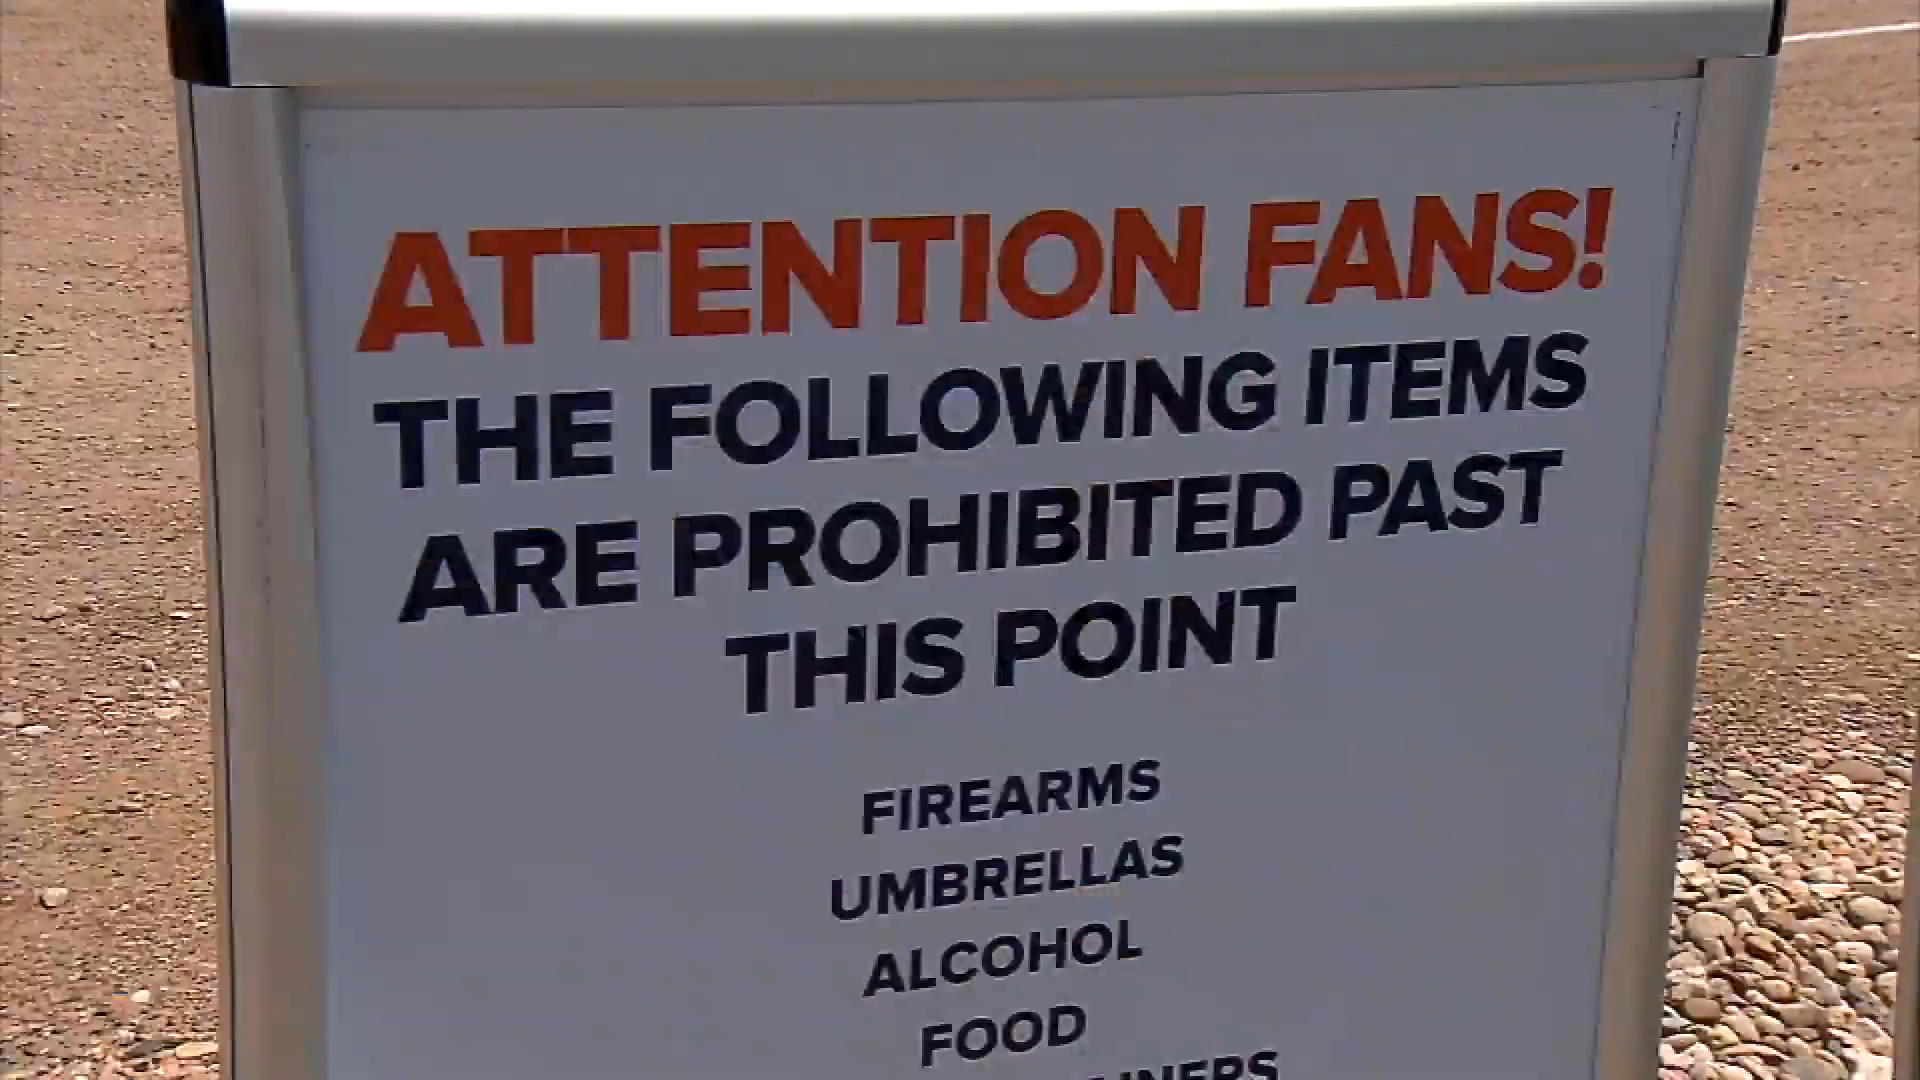 ATTENTION FANS!
THE FOLLOWING ITEMS
ARE PROHIBITED PAST
THIS POINT
FIREARMS
UMBRELLAS
ALCOHOL
FOOD